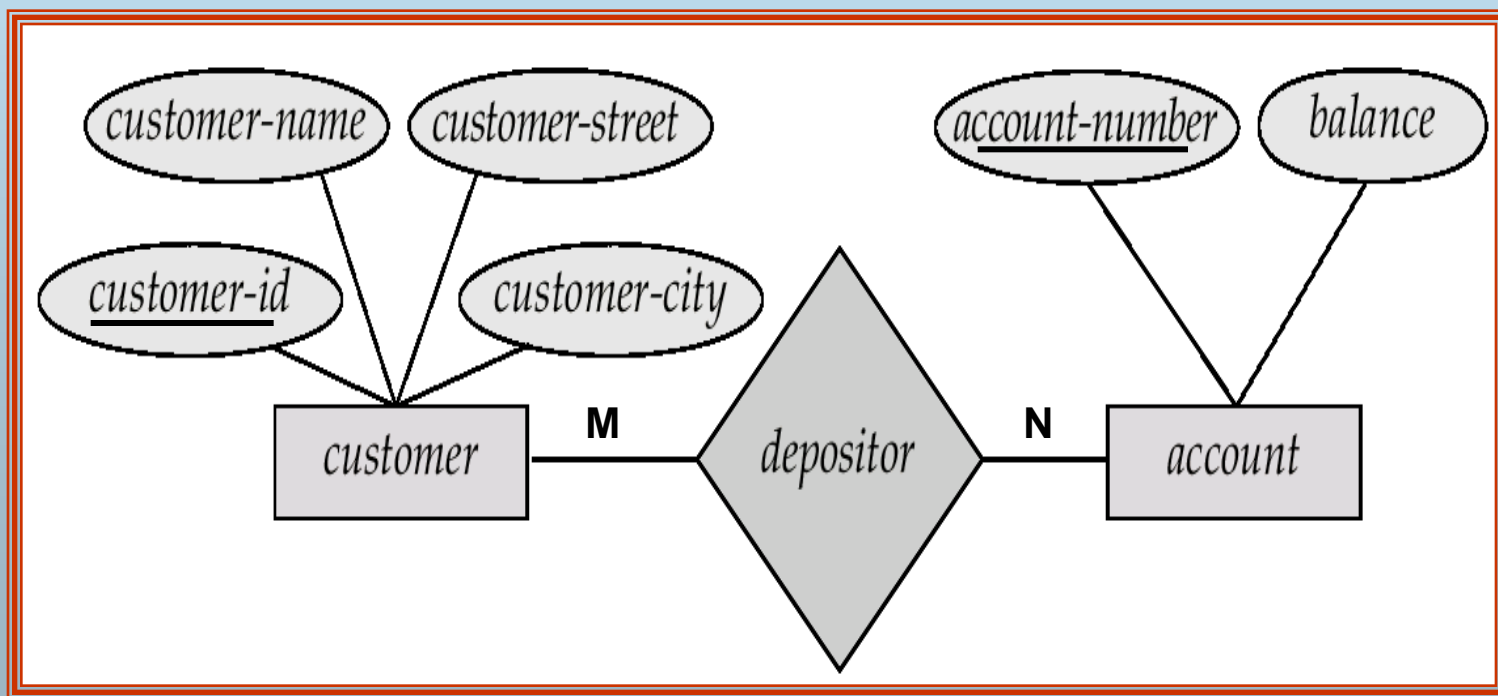 customer-name
customer-street
account-number
balance
customer-id
customer-city
M
N
customer
depositor
account